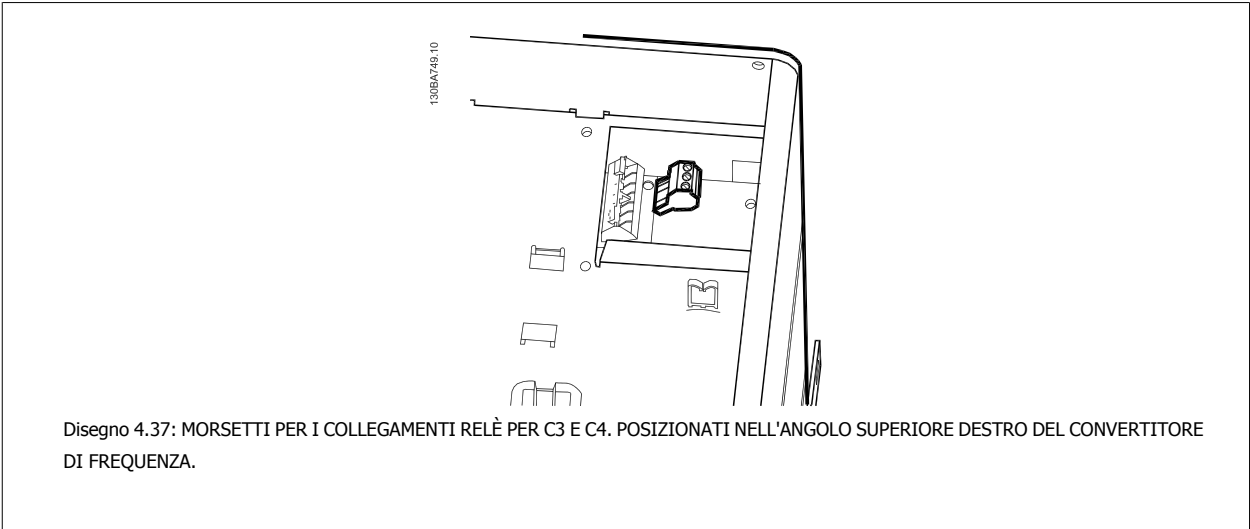 130BA749.10
Disegno 4.37: MORSETTI PER I COLLEGAMENTI RELÈ PER C3 E C4. POSIZIONATI NELL'ANGOLO SUPERIORE DESTRO DEL CONVERTITORE
DI FREQUENZA.